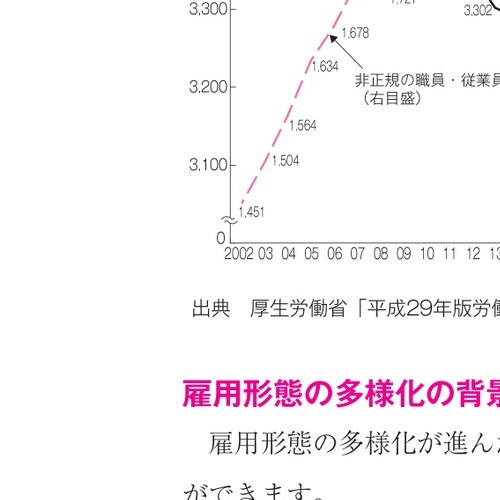 3,300
3,302
1,678
1,634
3,200
非正規の職員・従業員
（右目盛）
1,564
1,504
3,100
1,451
0
2002 03 04 05 06 07 08 09 10 11 12
出典　厚生労働省「平成29年版労働
雇用形態の多様化の背景
雇用形態の多様化が進んだ
ができます。